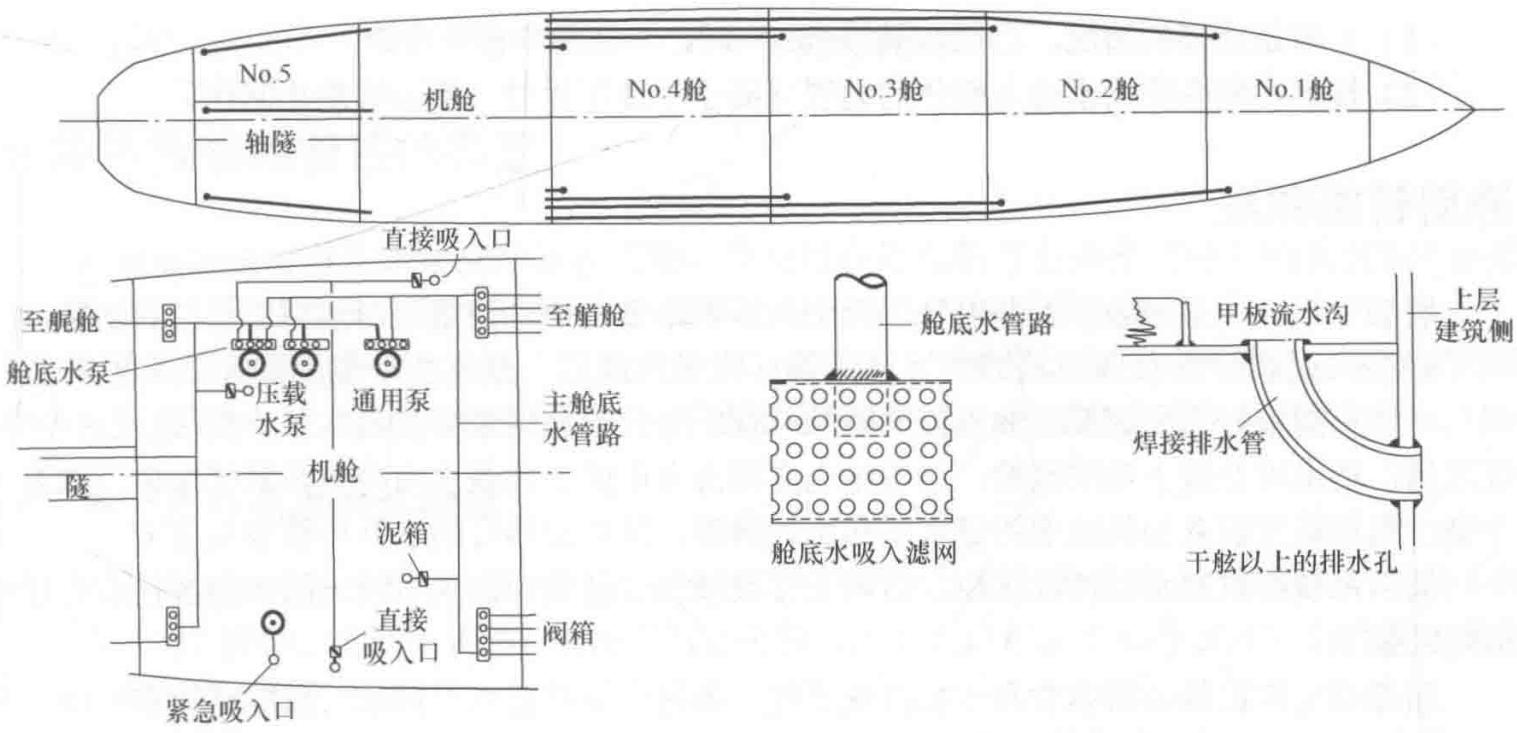 No.5
机舱
No.4舱
No.3舱
No.2舱
No.1舱
轴隧
直接吸入口
至艉舱
至艏舱
舱底水泵
压载
水泵
通用泵
主舱底
水管路
机舱
隧
泥箱
直接
吸入口
阀箱
紧急吸入口
舱底水管路
舱底水吸入滤网
甲板流水沟
上层
建筑侧
焊接排水管
干舷以上的排水孔